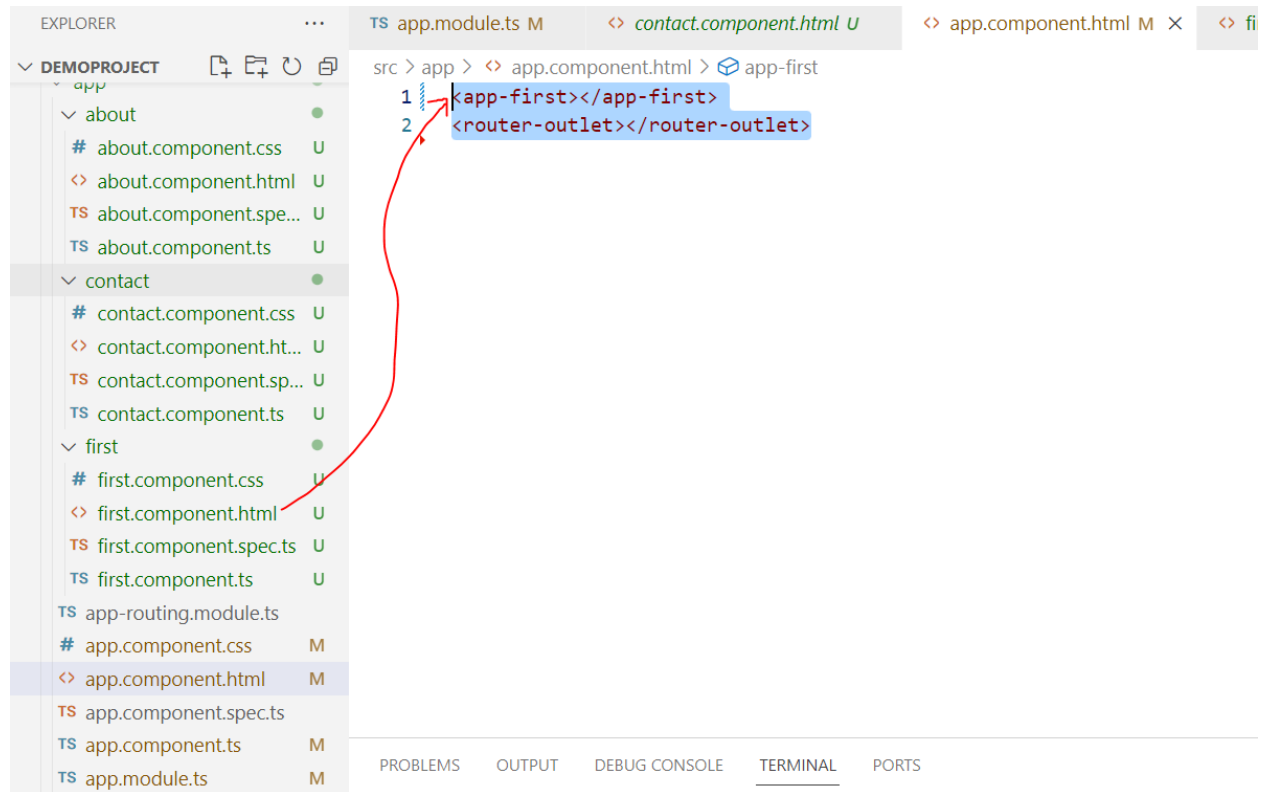 EXPLORER ...
TS app.module.ts M <> contact.component.html U <> app.component.html M × <> fi
DEMOPROJECT
src > app > <> app.component.html > app-first
app
1 <app-first></app-first>
2 <router-outlet></router-outlet>
about
# about.component.css U
<> about.component.html U
TS about.component.spe... U
TS about.component.ts U
contact
# contact.component.css U
<> contact.component.ht... U
TS contact.component.sp... U
TS contact.component.ts U
first
# first.component.css U
<> first.component.html U
TS first.component.spec.ts U
TS first.component.ts U
TS app-routing.module.ts
# app.component.css M
<> app.component.html M
TS app.component.spec.ts
TS app.component.ts M
TS app.module.ts M
PROBLEMS OUTPUT DEBUG CONSOLE TERMINAL PORTS